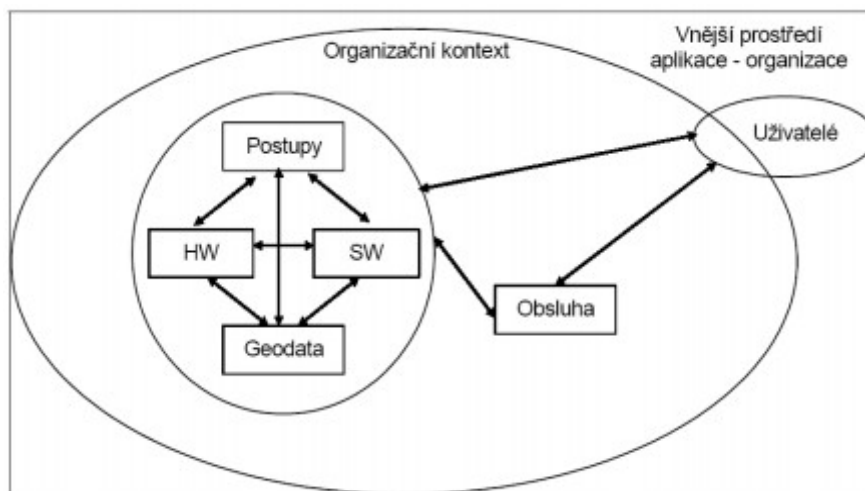 Vnější prostředí
aplikace - organizace
Organizační kontext
Uživatelé
Postupy
HW
SW
Obsluha
Geodata